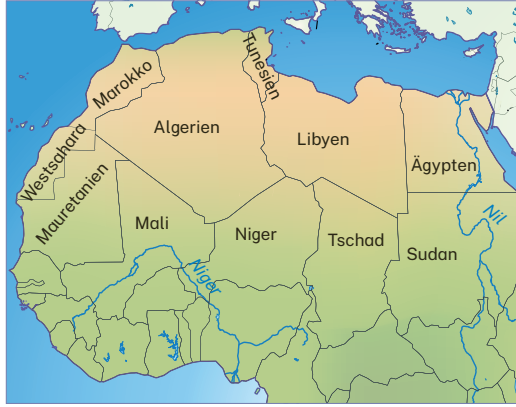 Tunesien
Marokko
Algerien
Libyen
Westsahara
Ägypten
Mauretanien
Mali
Niger
Tschad
Nil
Sudan
Niger